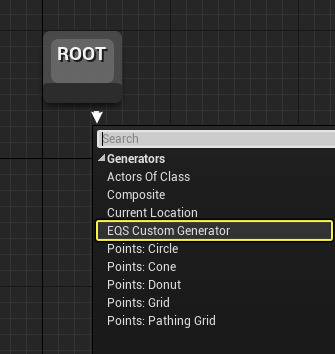 ROOT
Search
Generators
Actors Of Class
Composite
Current Location
EQS Custom Generator
Points: Circle
Points: Cone
Points: Donut
Points: Grid
Points: Pathing Grid